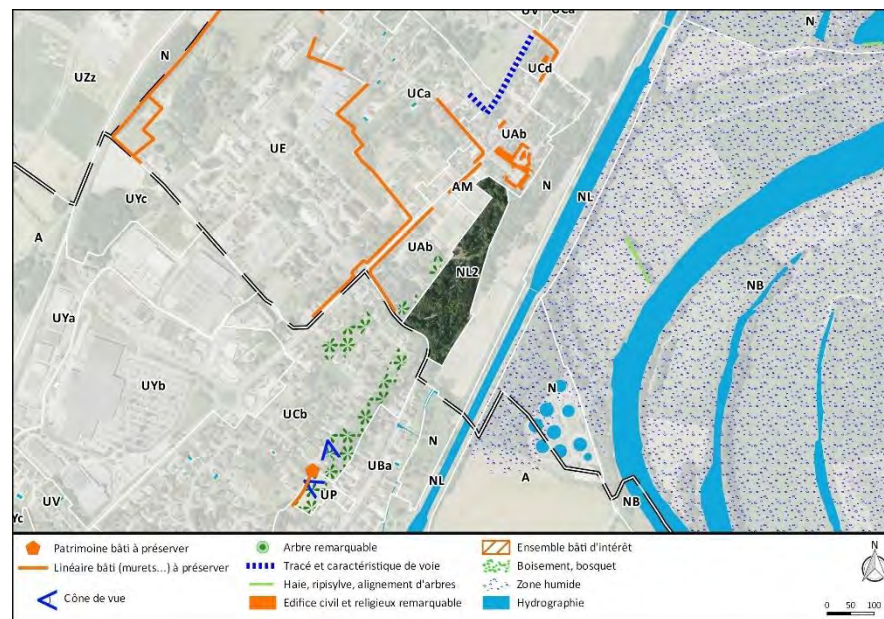 N
UV
UCa
N
UZz
UCd
UCa
UE
UAb
AM
N
NL
UYc
A
UAb
NL2
NB
UYa
UYb
N
UCb
UBa
N
UP
NL
A
UV
Yc
NB
Patrimoine bâti à préserver
Linéaire bâti (murets...) à préserver
Cône de vue
Arbre remarquable
Tracé et caractéristique de voie
Haie, ripisylve, alignement d'arbres
Edifice civil et religieux remarquable
Ensemble bâti d'intérêt
Boisement, bosquet
Zone humide
Hydrographie
N
0 50 100